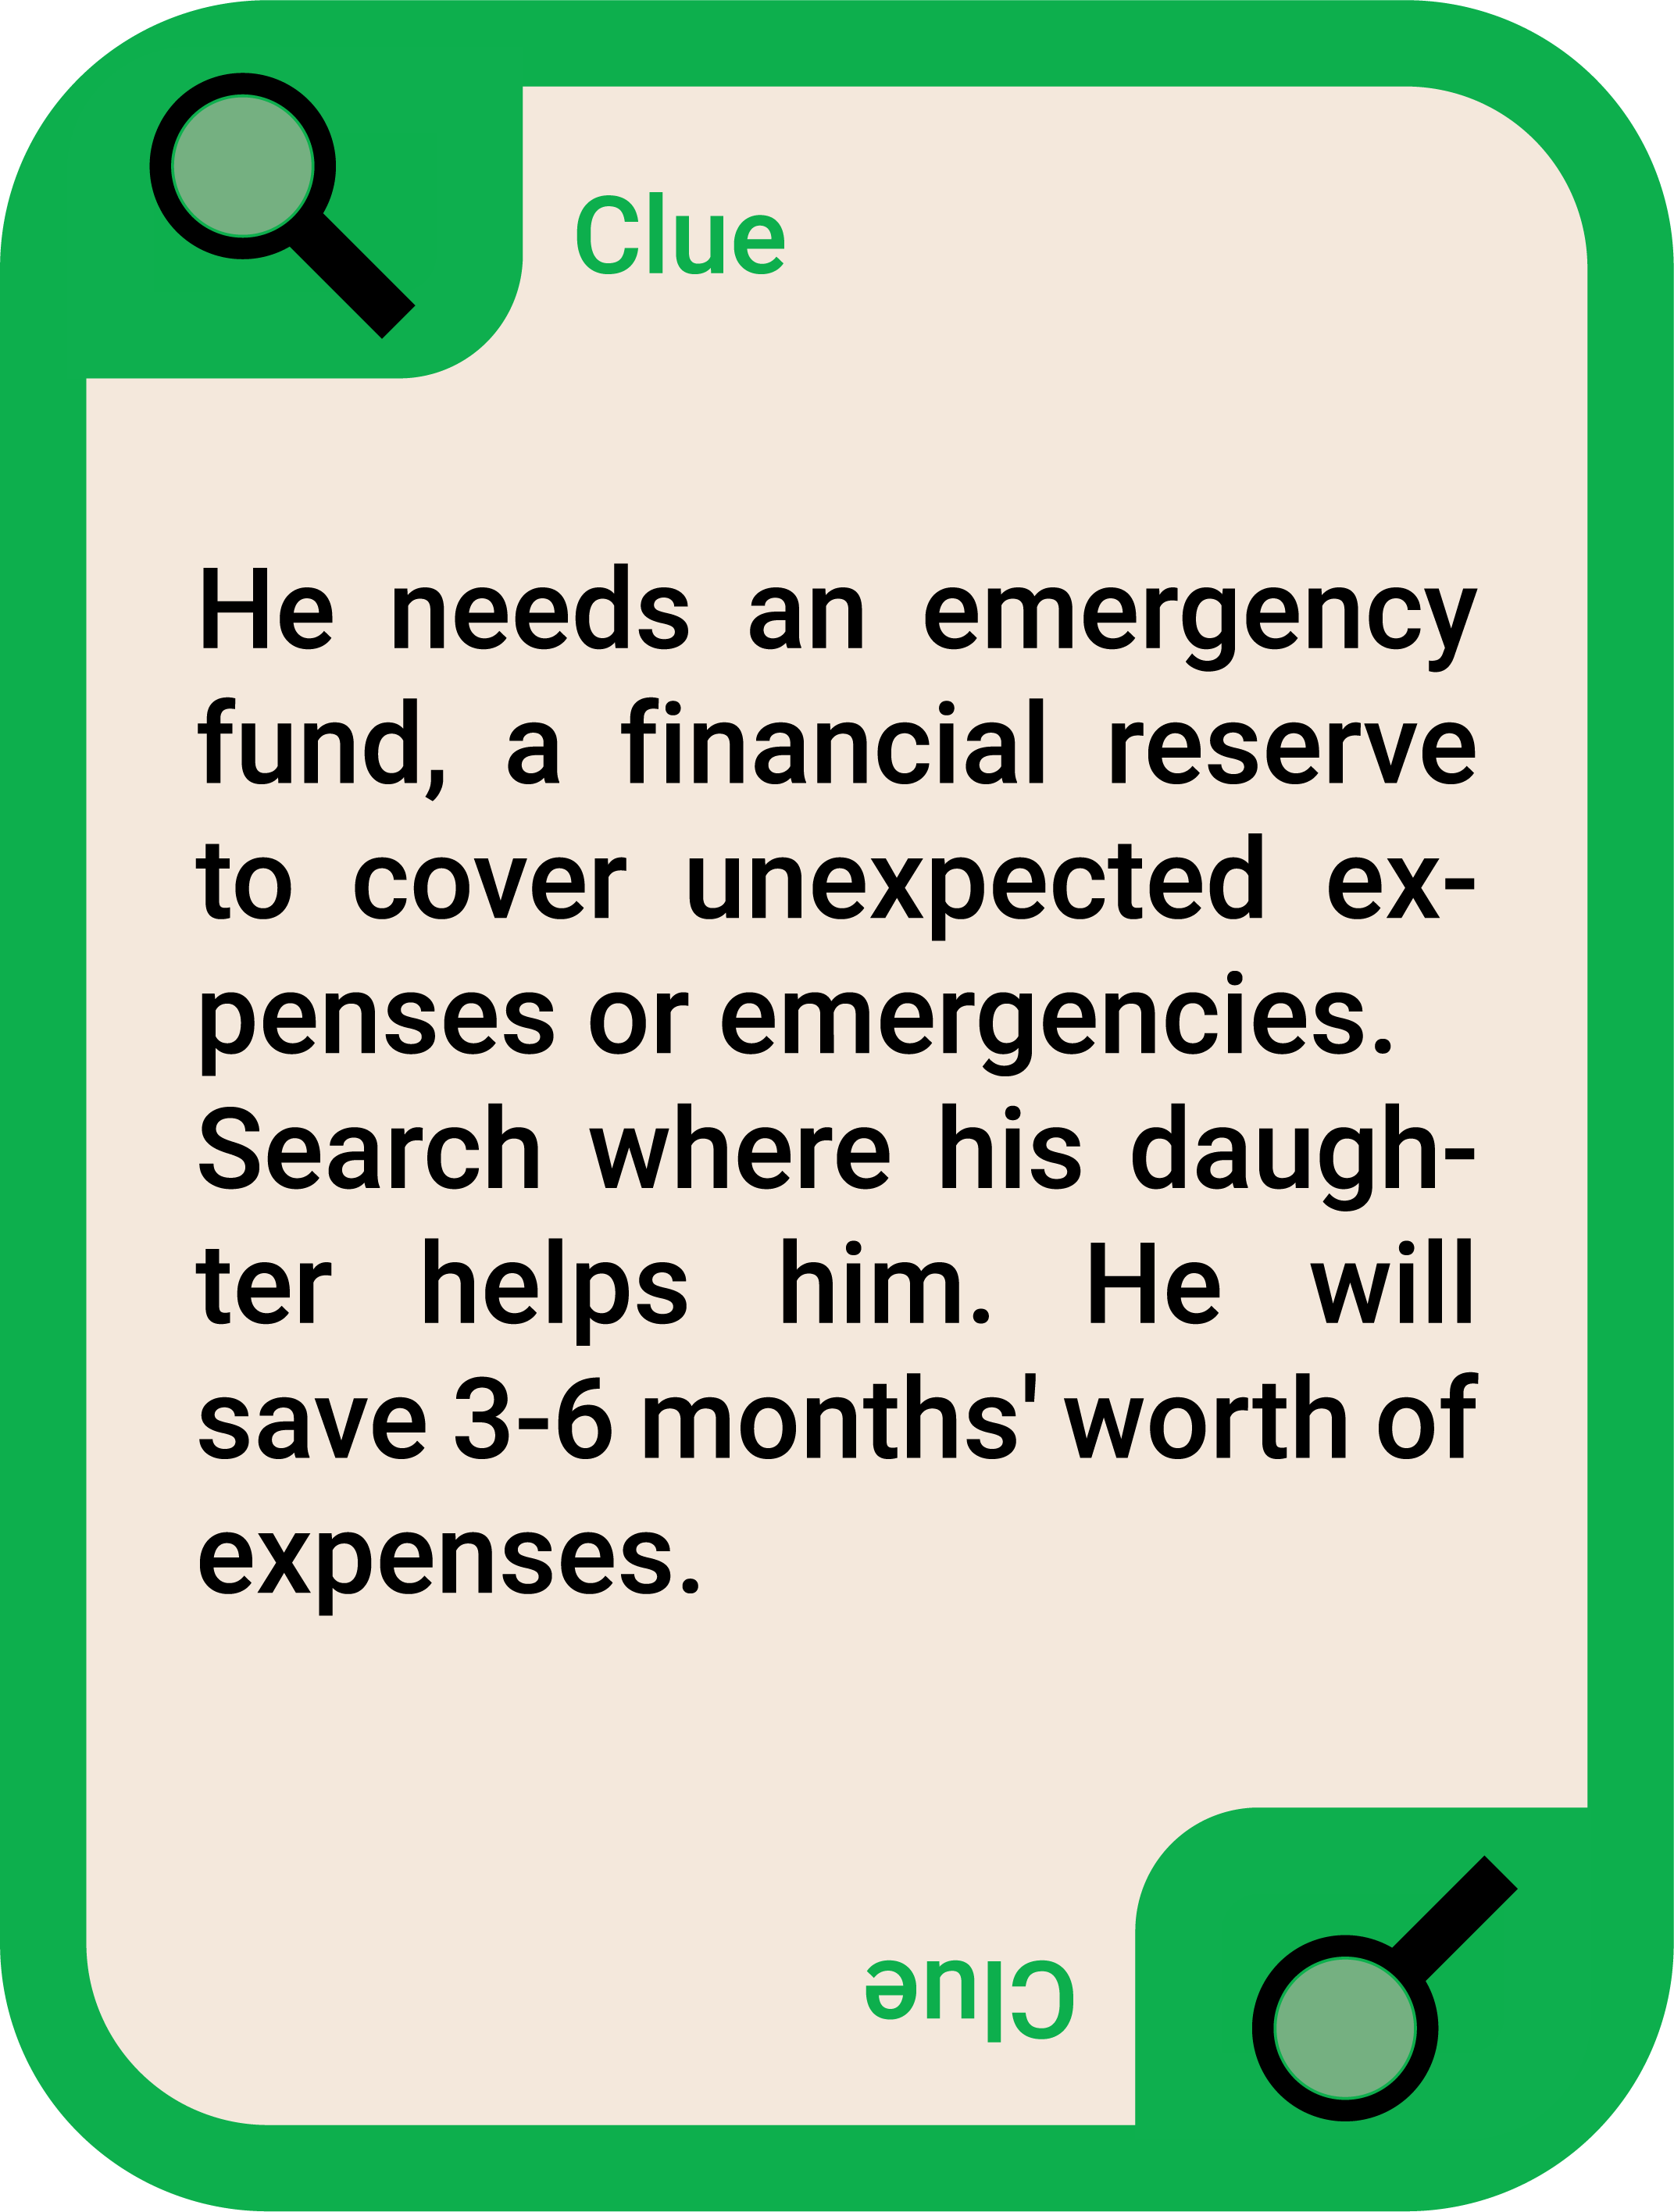 Clue
He needs an emergency
fund, a financial reserve
to cover unexpected ex-
penses or emergencies.
Search where his daugh-
ter helps him. He will
save 3-6 months' worth of
expenses.
Clue